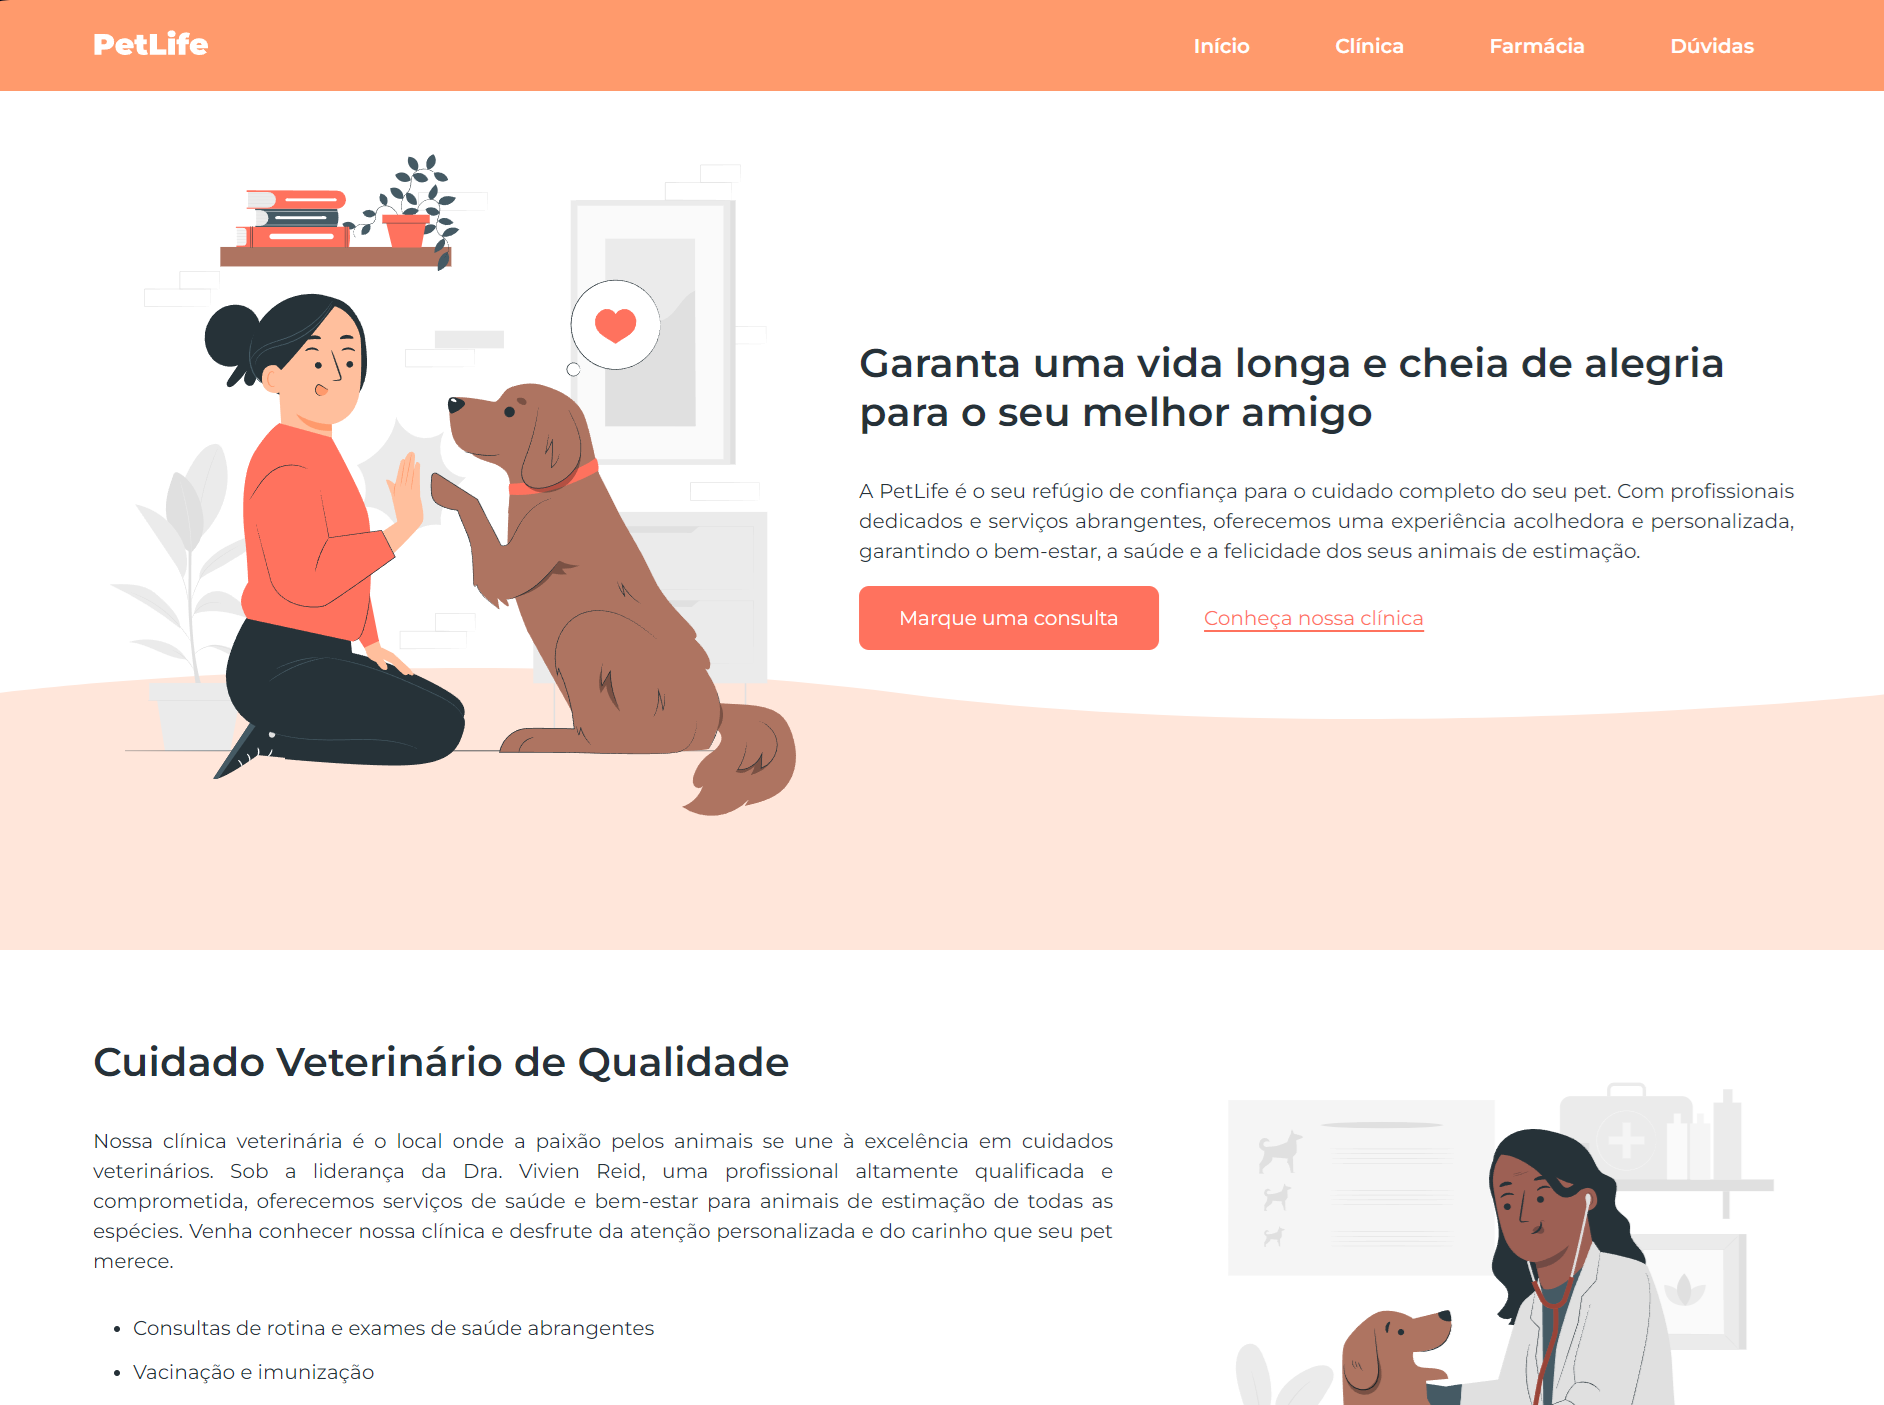 PetLife
Início
Clínica
Farmácia
Dúvidas
Garanta uma vida longa e cheia de alegria
para o seu melhor amigo
A PetLife é o seu refúgio de confiança para o cuidado completo do seu pet. Com profissionais
dedicados e serviços abrangentes, oferecemos uma experiência acolhedora e personalizada,
garantindo o bem-estar, a saúde e a felicidade dos seus animais de estimação.
Marque uma consulta
Conheça nossa clínica
Cuidado Veterinário de Qualidade
Nossa clínica veterinária é o local onde a paixão pelos animais se une à excelência em cuidados
veterinários. Sob a liderança da Dra. Vivien Reid, uma profissional altamente qualificada e
comprometida, oferecemos serviços de saúde e bem-estar para animais de estimação de todas as
espécies. Venha conhecer nossa clínica e desfrute da atenção personalizada e do carinho que seu pet
merece.
• Consultas de rotina e exames de saúde abrangentes
• Vacinação e imunização